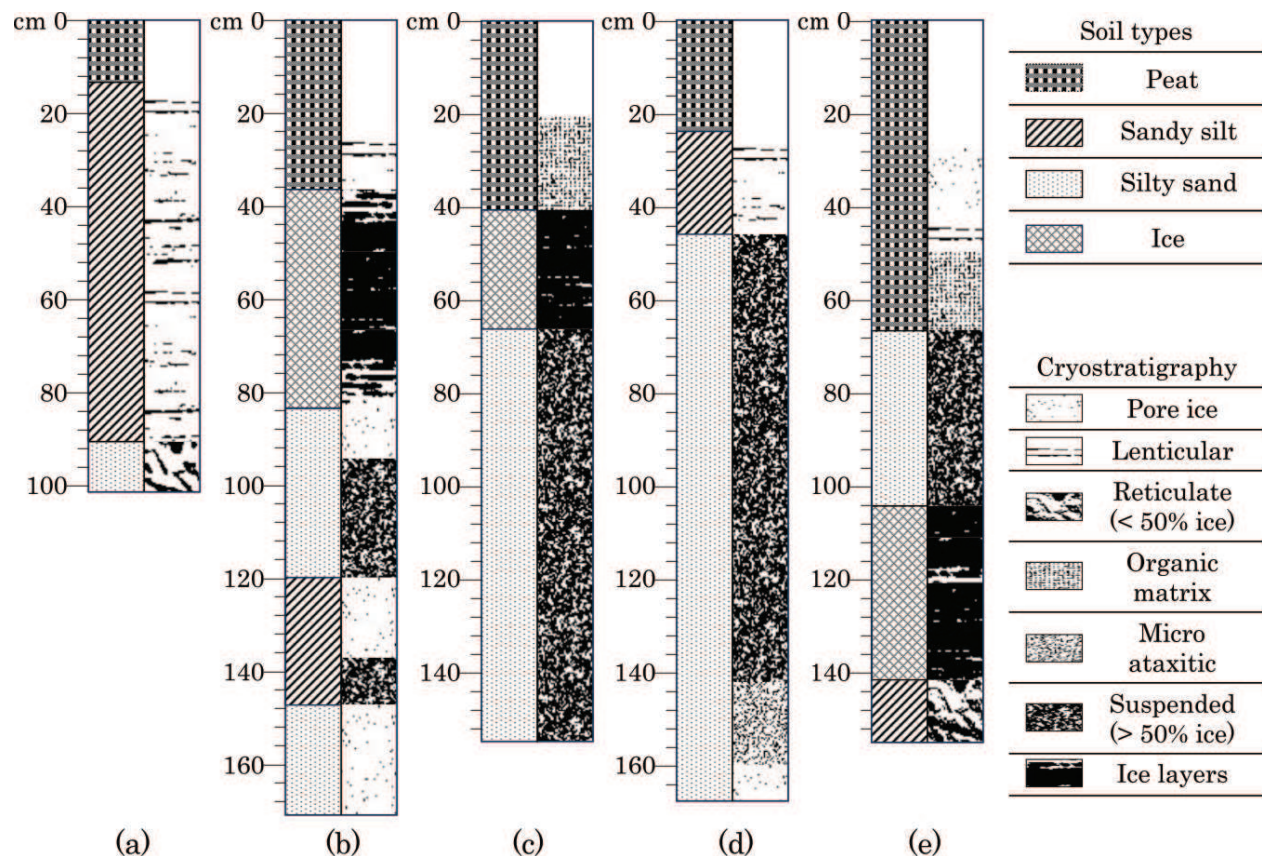 cm 0
20
40
60
80
100
(a)
cm 0
20
40
60
80
100
120
140
160
(b)
cm 0
20
40
60
80
100
120
140
(c)
cm 0
20
40
60
80
100
120
140
160
(d)
cm 0
20
40
60
80
100
120
140
(e)
Soil types
Peat
Sandy silt
Silty sand
Ice
Cryostratigraphy
Pore ice
Lenticular
Reticulate
(< 50% ice)
Organic
matrix
Micro
ataxitic
Suspended
(> 50% ice)
Ice layers